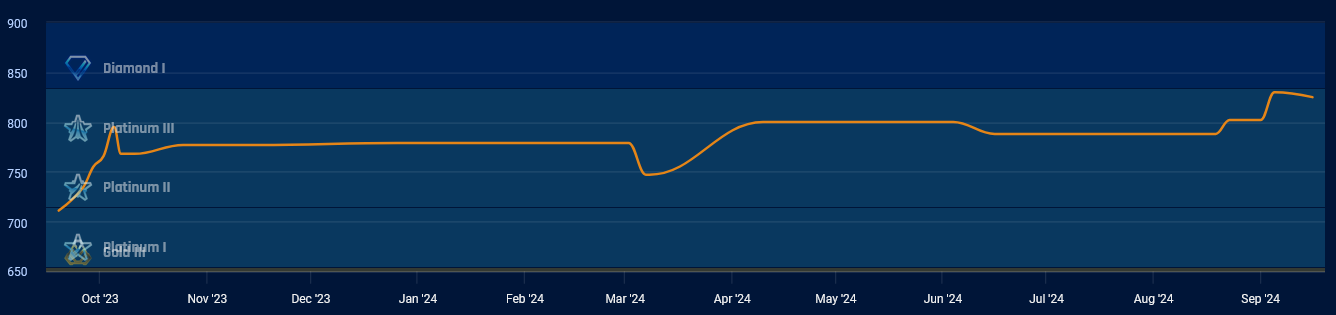 900
Diamond I
850
800
Platinum III
750
Platinum II
700
Platinum I
Gold III
650
Oct '23 Nov '23 Dec '23 Jan '24 Feb '24 Mar '24 Apr '24 May '24 Jun '24 Jul '24 Aug '24 Sep '24